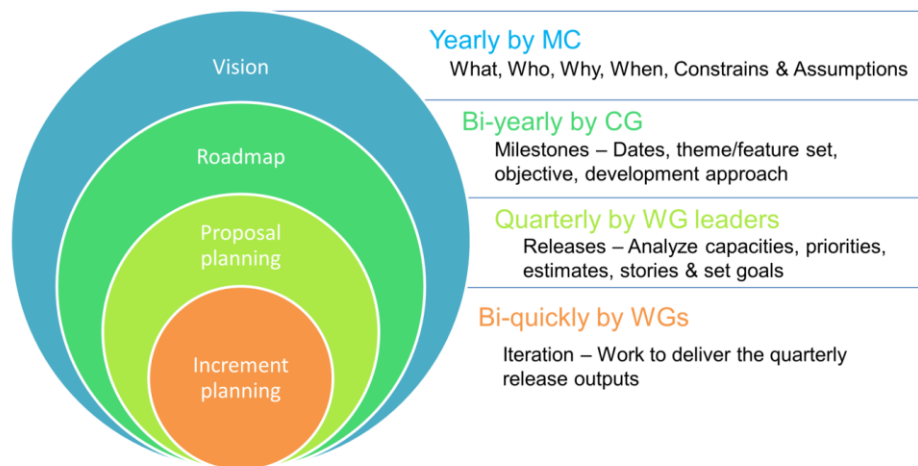 Vision
Yearly by MC
What, Who, Why, When, Constrains & Assumptions
Roadmap
Bi-yearly by CG
Milestones – Dates, theme/feature set,
objective, development approach
Proposal
planning
Quarterly by WG leaders
Releases – Analyze capacities, priorities,
estimates, stories & set goals
Increment
planning
Bi-quickly by WGs
Iteration – Work to deliver the quarterly
release outputs